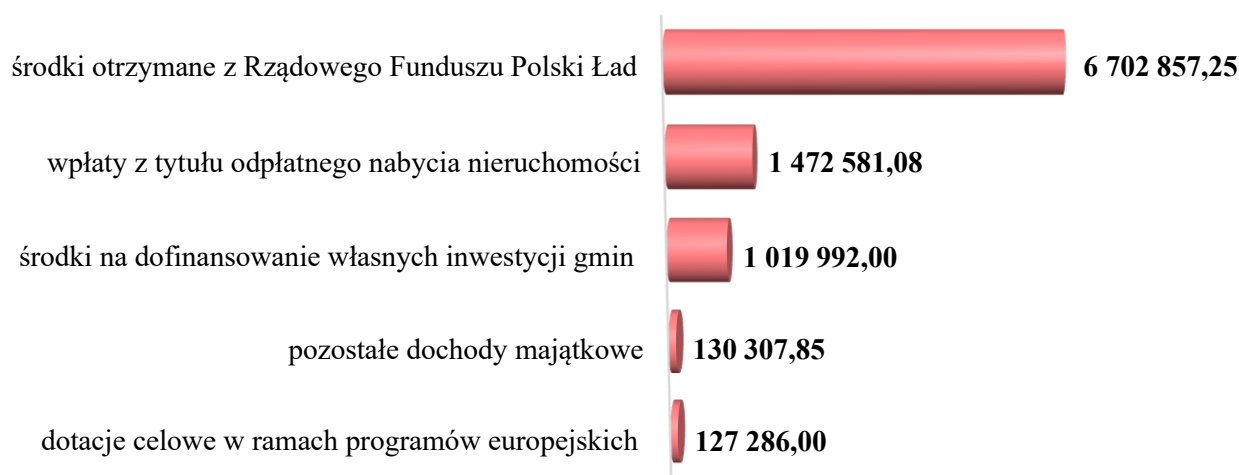 środki otrzymane z Rządowego Funduszu Polski Ład 6 702 857,25
wpłaty z tytułu odpłatnego nabycia nieruchomości 1 472 581,08
środki na dofinansowanie własnych inwestycji gmin 1 019 992,00
pozostałe dochody majątkowe 130 307,85
dotacje celowe w ramach programów europejskich 127 286,00